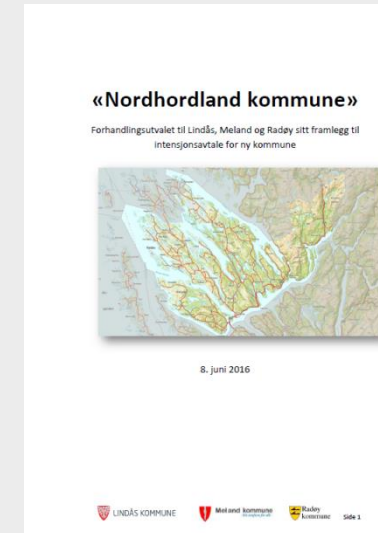 «Nordhordland kommune»
Forhandlingsutvalet til Lindås, Meland og Radøy sitt framlegg til
intensjonsavtale for ny kommune
8. juni 2016
LINDÅS KOMMUNE
Meland kommune
Radøy
kommune
Side 1